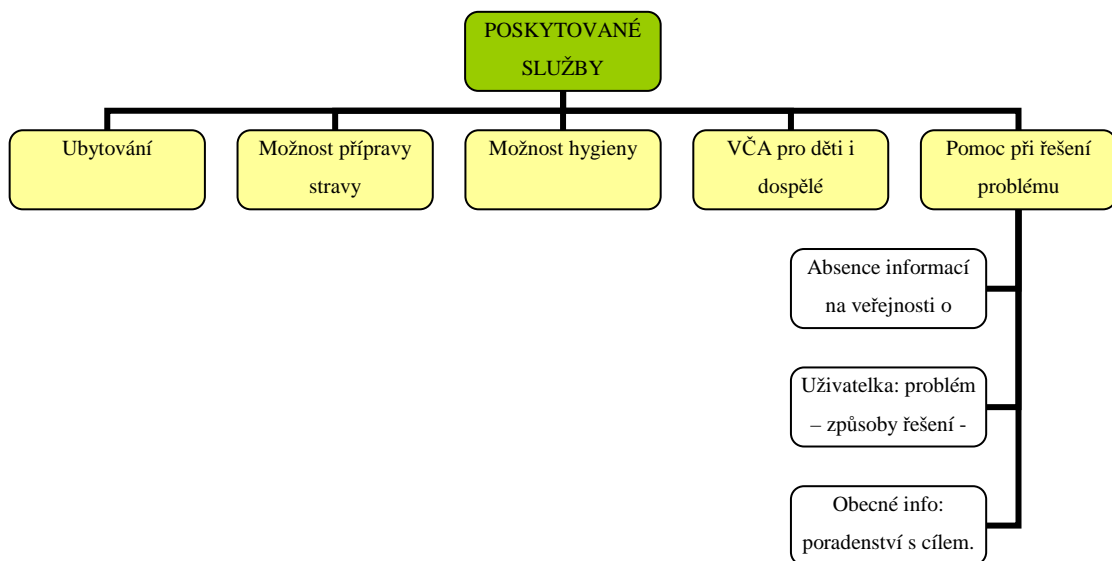 POSKYTOVANÉ
SLUŽBY
Ubytování
Možnost přípravy
stravy
Možnost hygieny
VČA pro děti i
dospělé
Pomoc při řešení
problému
Absence informací
na veřejnosti o
Uživatelka: problém
– způsoby řešení -
Obecné info:
poradenství s cílem.